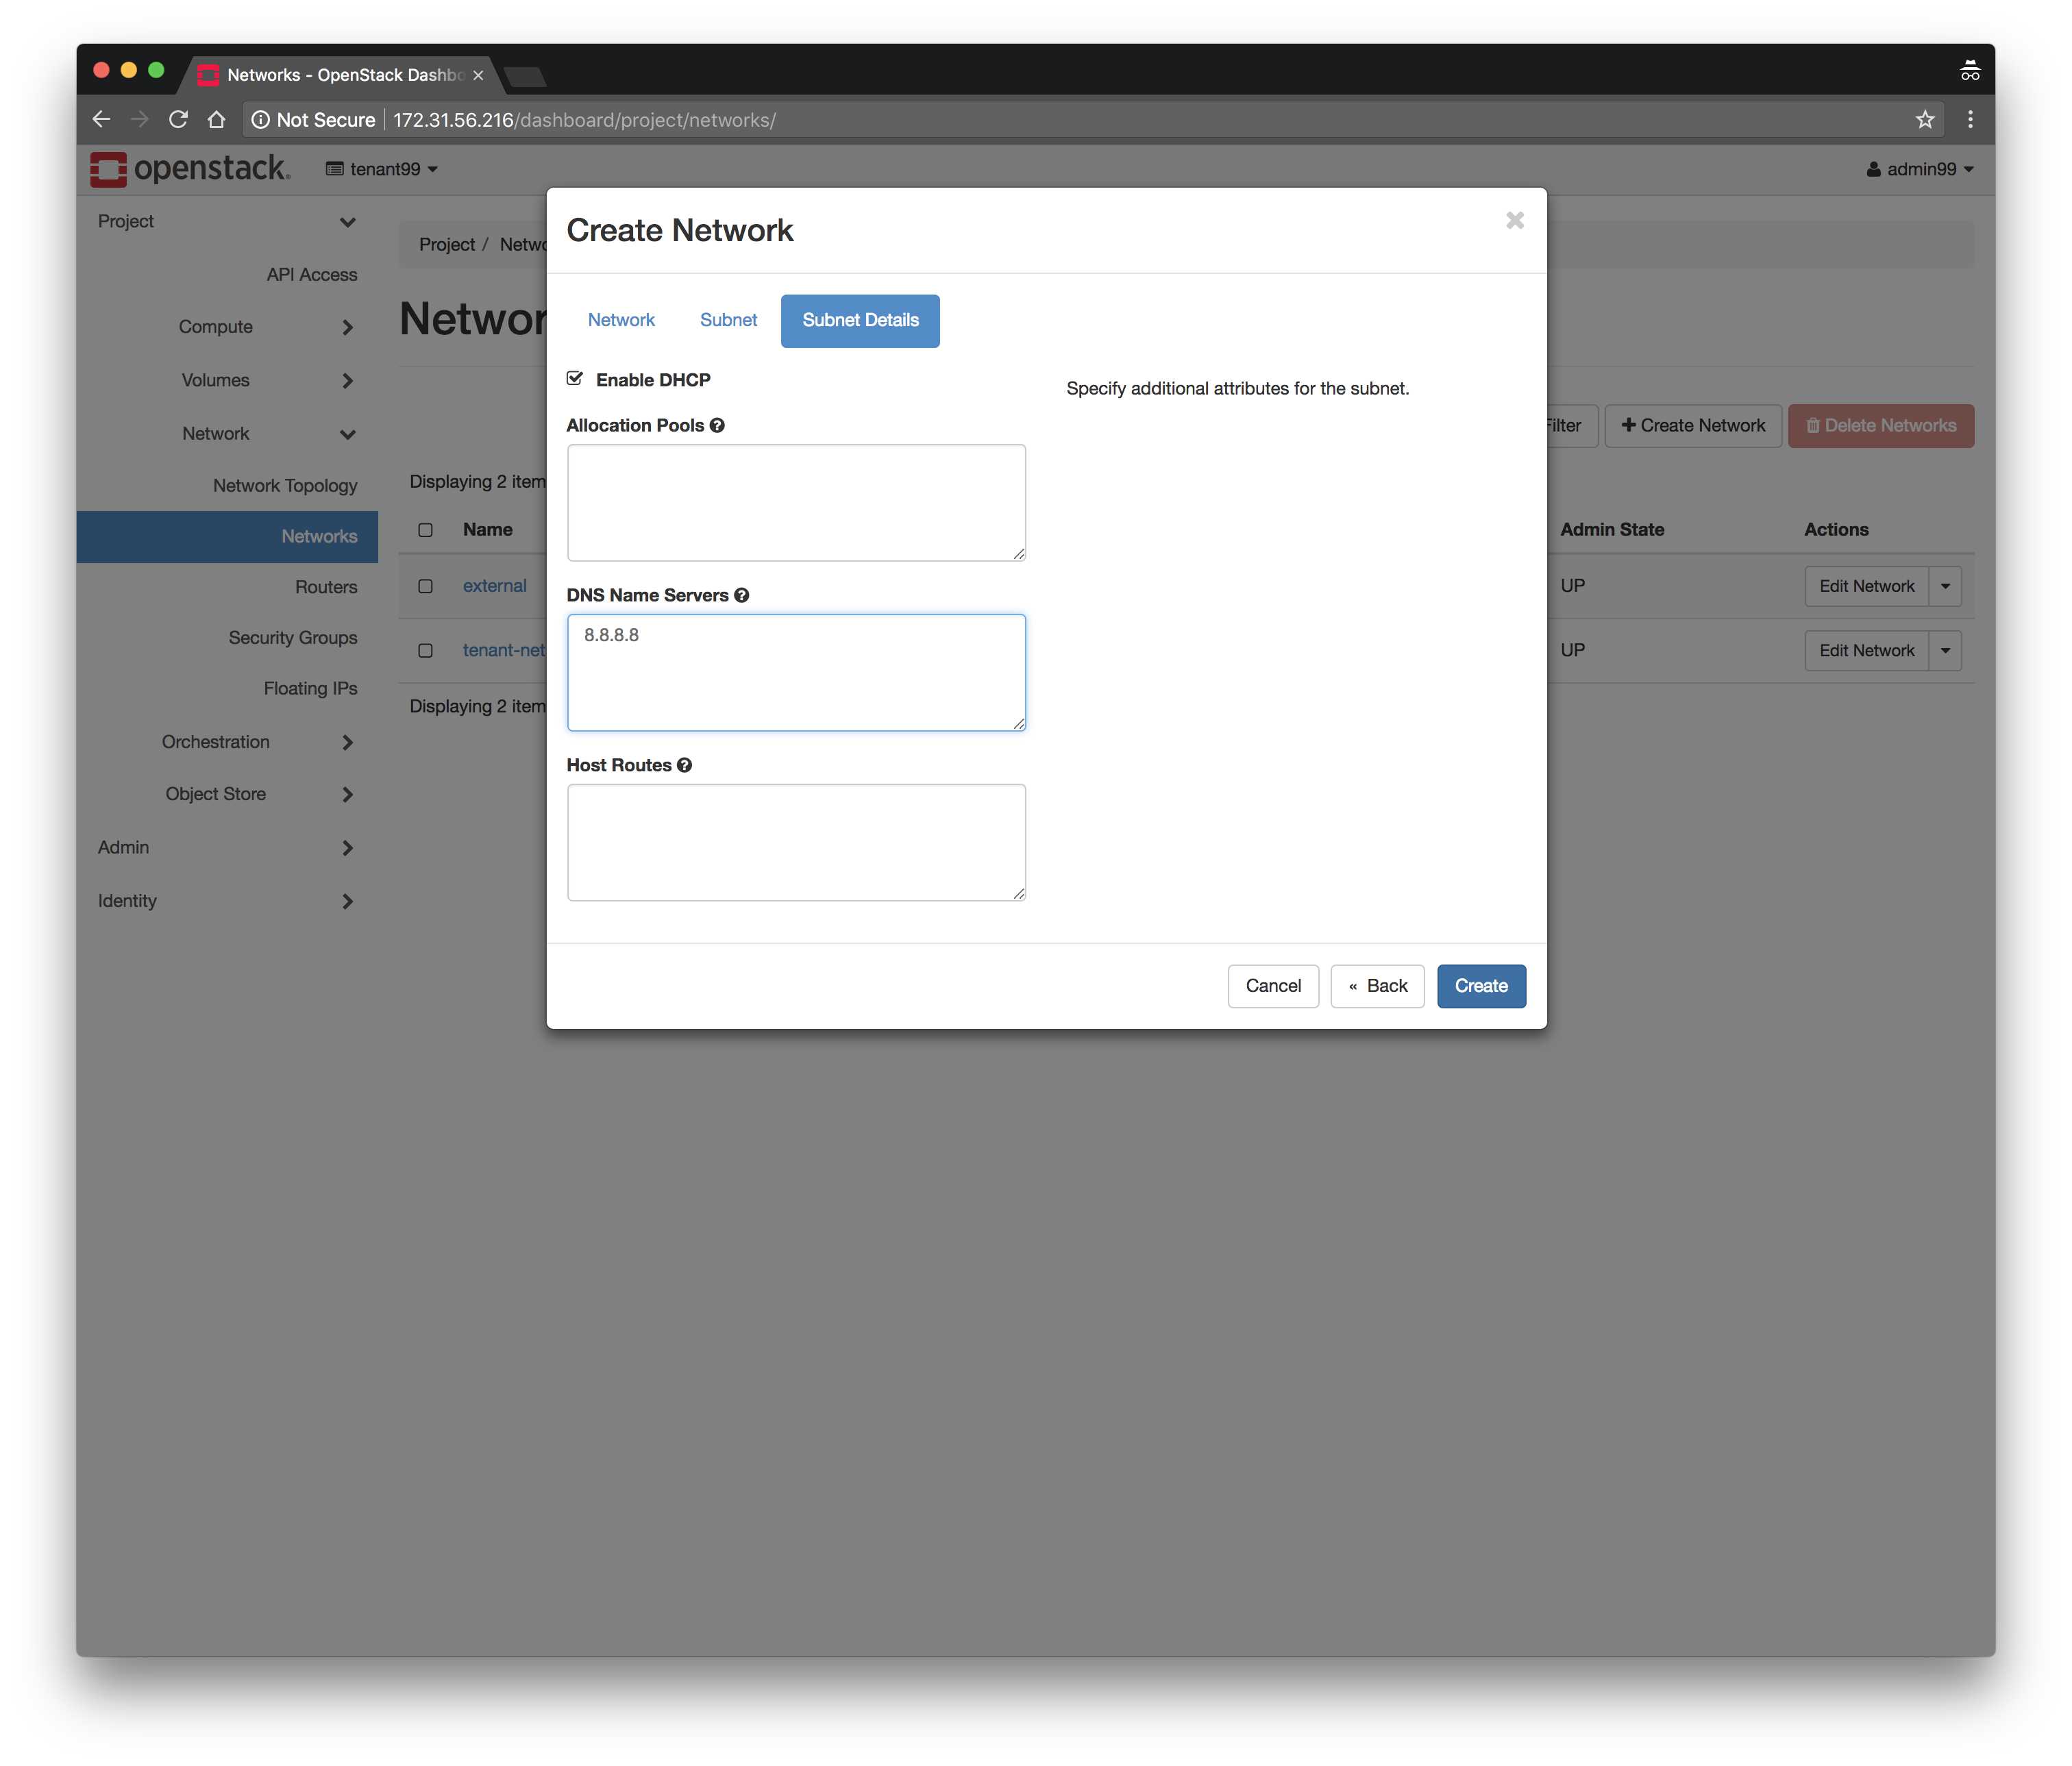 Networks - OpenStack Dashbo
Not Secure 172.31.56.216/dashboard/project/networks/
openstack. tenant99 admin99
Project
API Access
Compute
Volumes
Network
Network Topology
Networks
Routers
Security Groups
Floating IPs
Orchestration
Object Store
Admin
Identity
Project / Netwo
Networ
Filter + Create Network Delete Networks
Displaying 2 item
Name Admin State Actions
external UP Edit Network
tenant-net UP Edit Network
Displaying 2 item
Create Network
Network Subnet Subnet Details
Enable DHCP
Specify additional attributes for the subnet.
Allocation Pools
DNS Name Servers
8.8.8.8
Host Routes
Cancel « Back Create